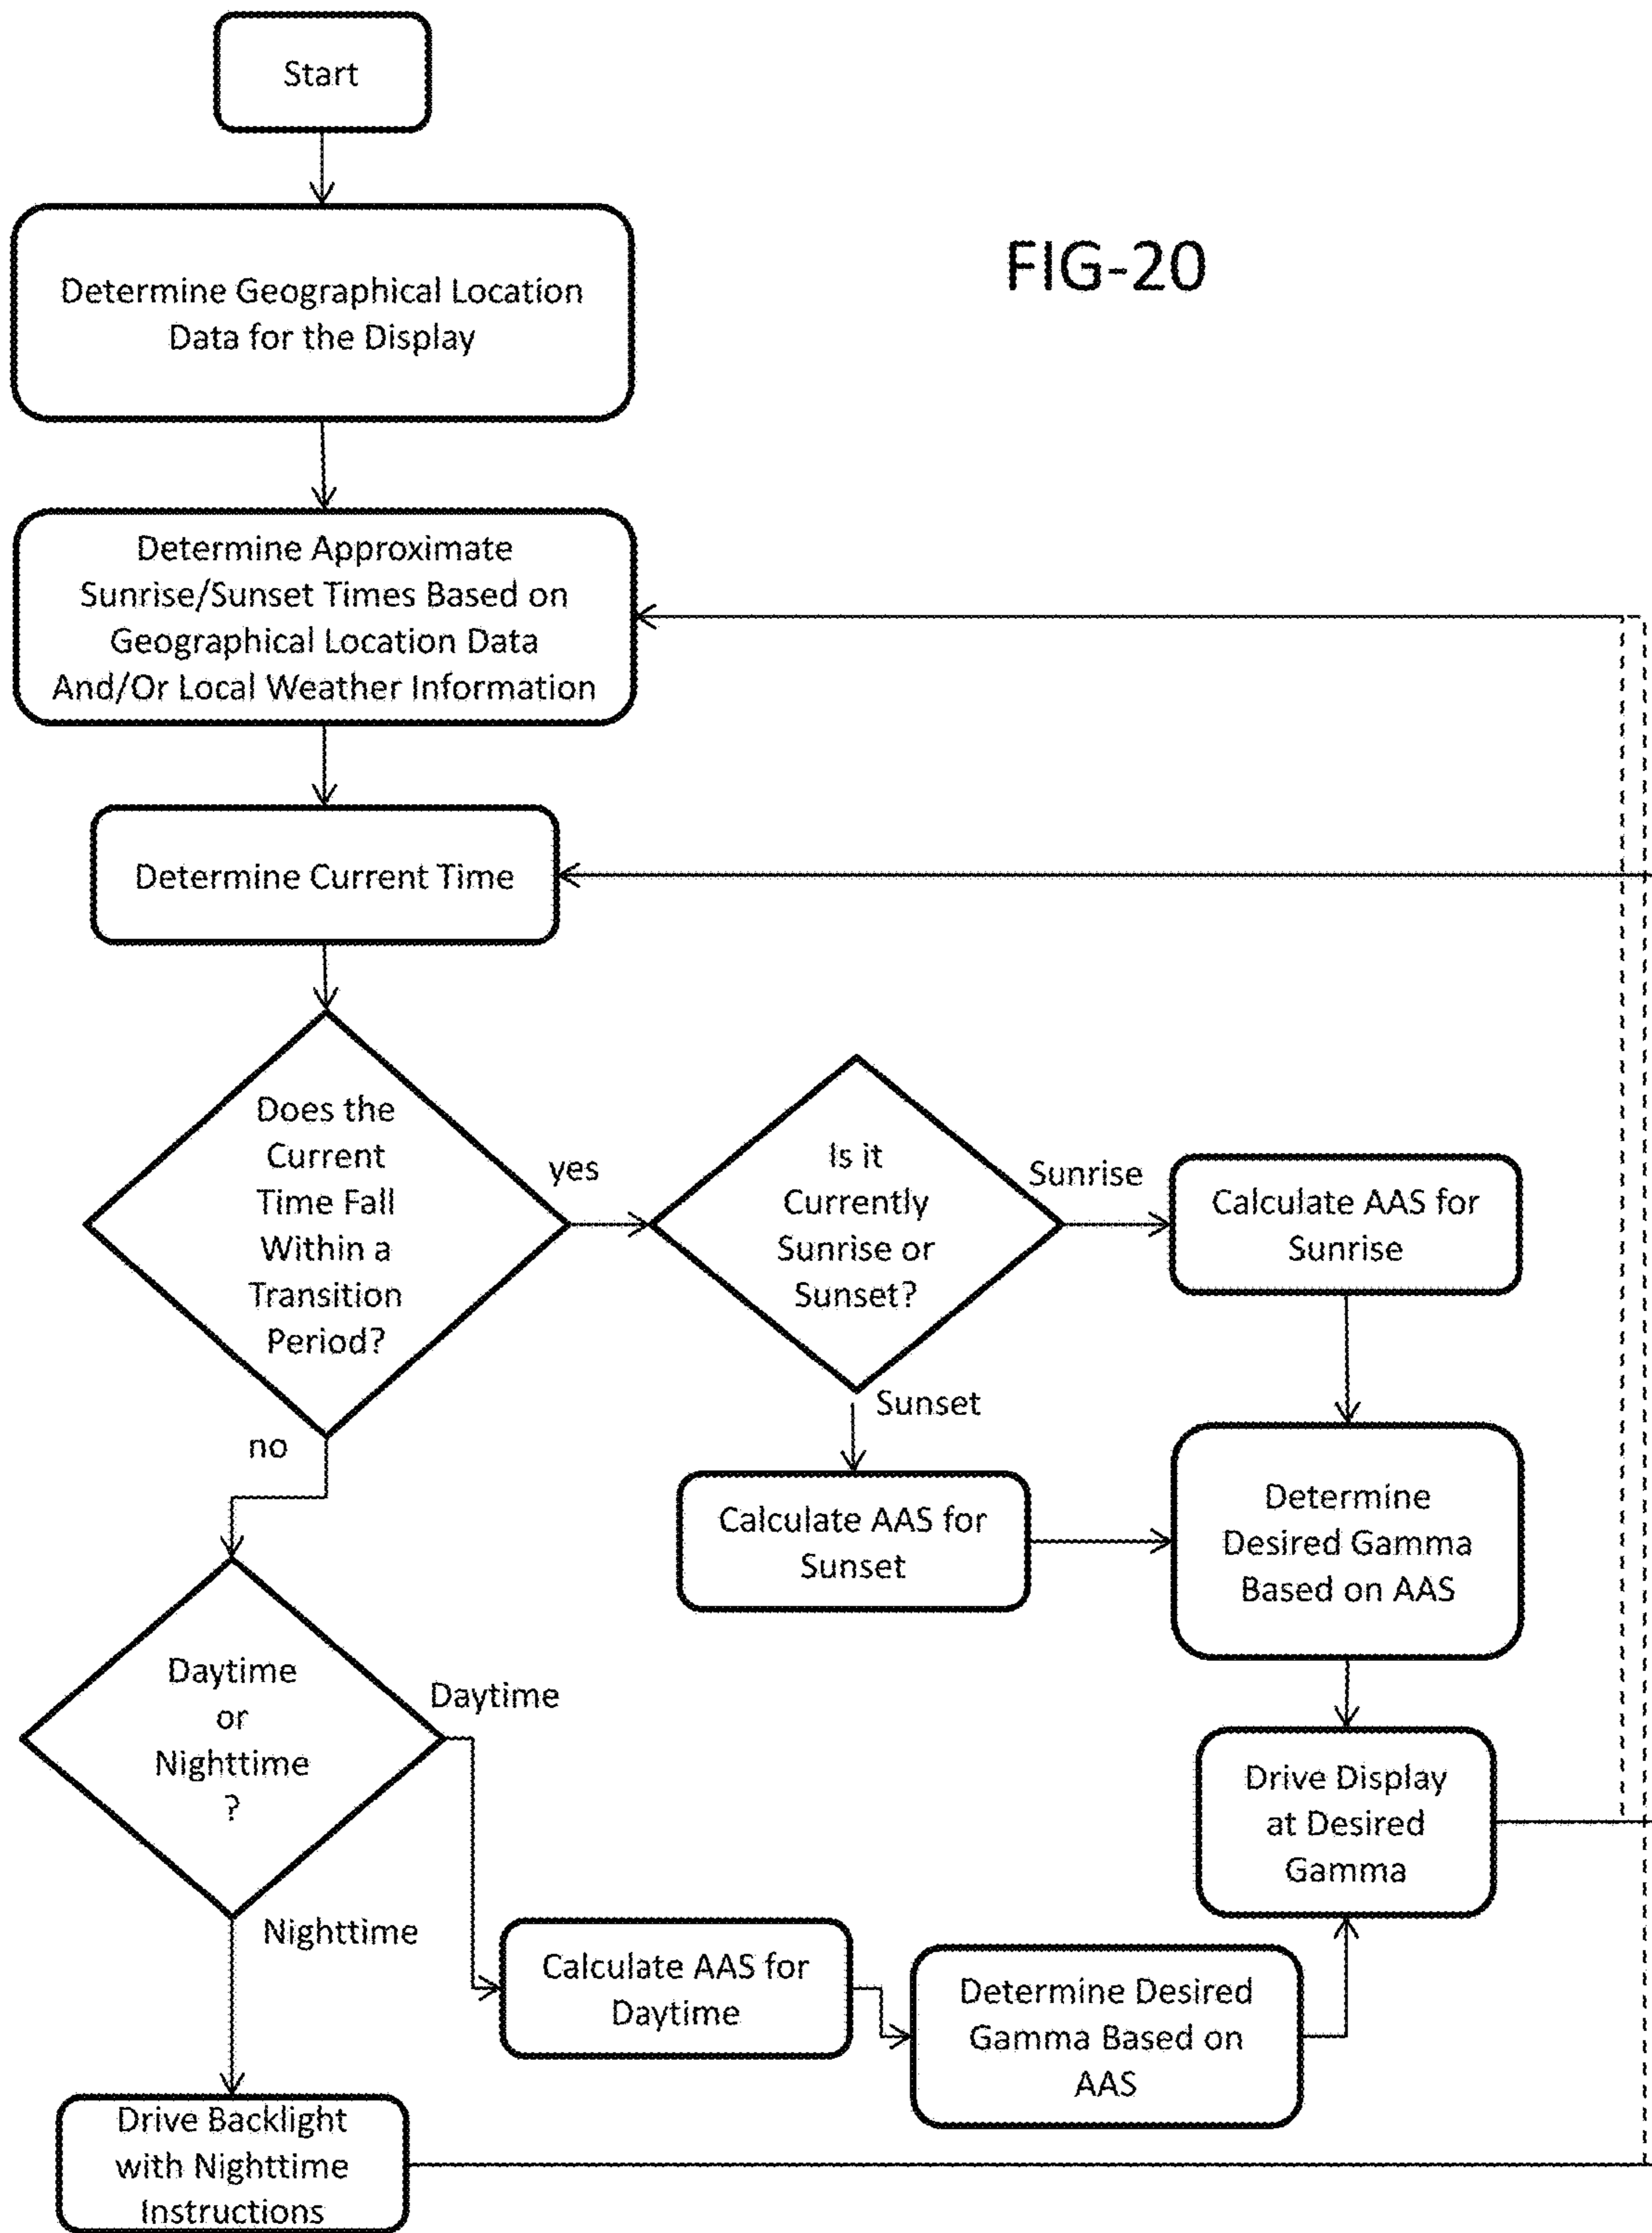 Start
FIG-20
Determine Geographical Location
Data for the Display
Determine Approximate
Sunrise/Sunset Times Based on
Geographical Location Data
And/Or Local Weather Information
Determine Current Time
Does the
Current
Time Fall
Within a
Transition
Period?
yes
Is it
Currently
Sunrise or
Sunset?
Sunrise
Calculate AAS for
Sunrise
Sunset
no
Calculate AAS for
Sunset
Determine
Desired Gamma
Based on AAS
Daytime
or
Nighttime
?
Daytime
Drive Display
at Desired
Gamma
Nighttime
Calculate AAS for
Daytime
Determine Desired
Gamma Based on
AAS
Drive Backlight
with Nighttime
Instructions